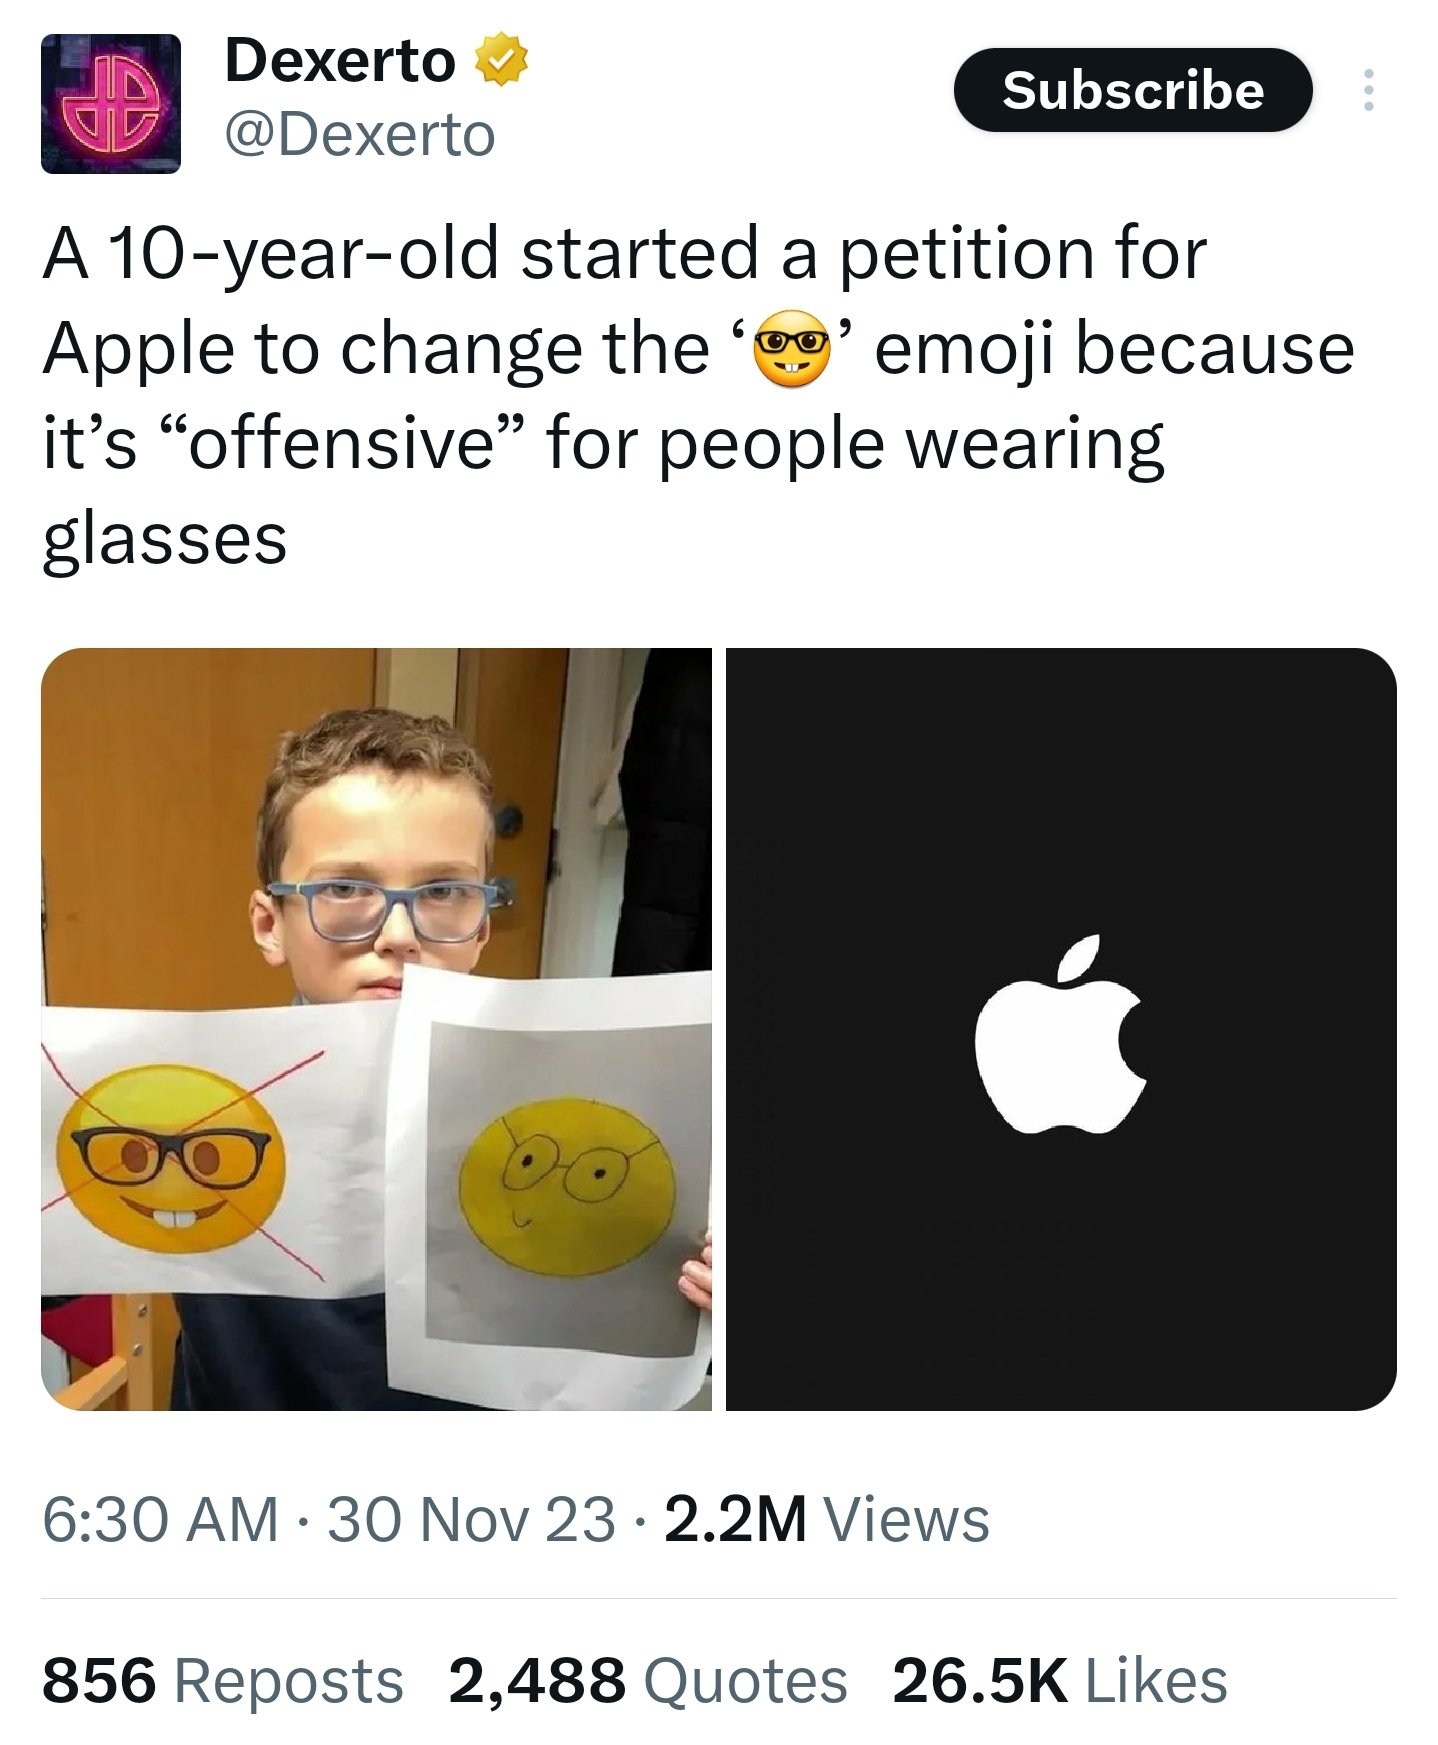 Dexerto
Subscribe
@Dexerto
A 10-year-old started a petition for
Apple to change the ‘🤓’ emoji because
it’s “offensive” for people wearing
glasses
6:30 AM · 30 Nov 23 · 2.2M Views
856 Reposts 2,488 Quotes 26.5K Likes